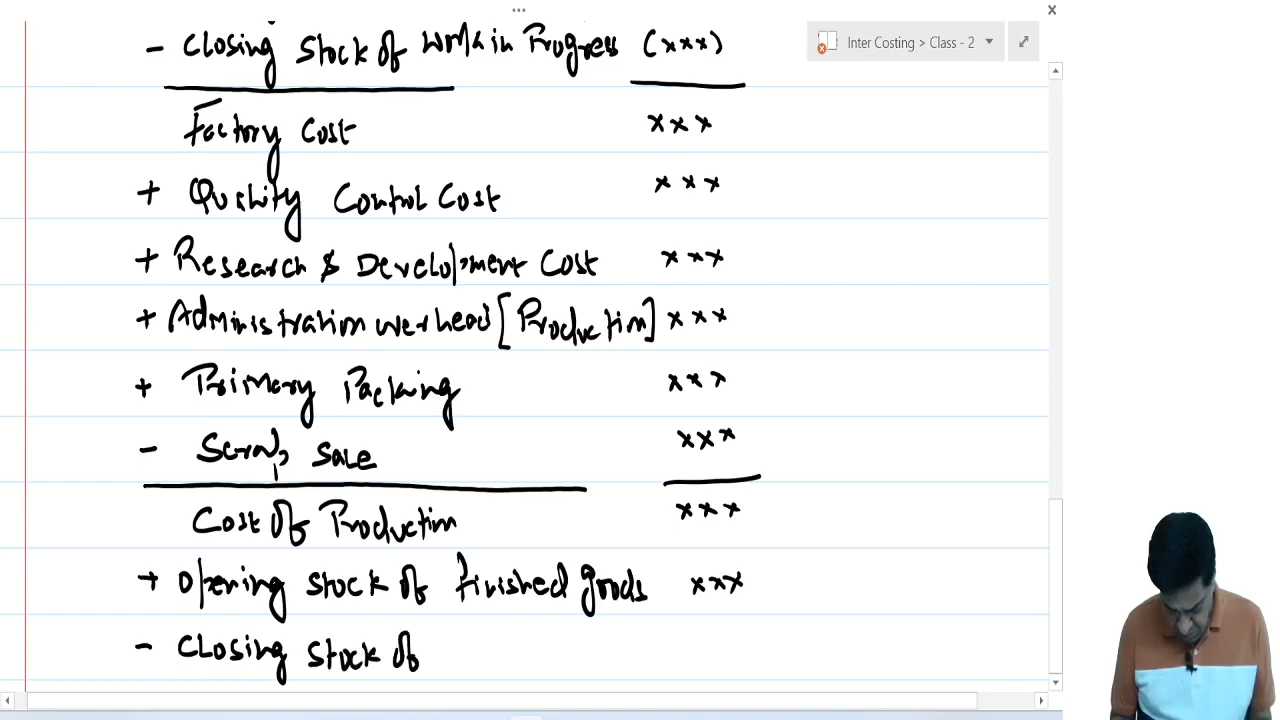 Inter Costing > Class - 2
- Closing Stock of Work in Progress (xxx)
Factory Cost xxx
+ Quality Control Cost xxx
+ Research & Development Cost xxx
+ Administration overhead [Production] xxx
+ Primary Packing xxx
- Scrap Sale xxx
Cost of Production xxx
+ Opening Stock of finished goods xxx
- Closing Stock of